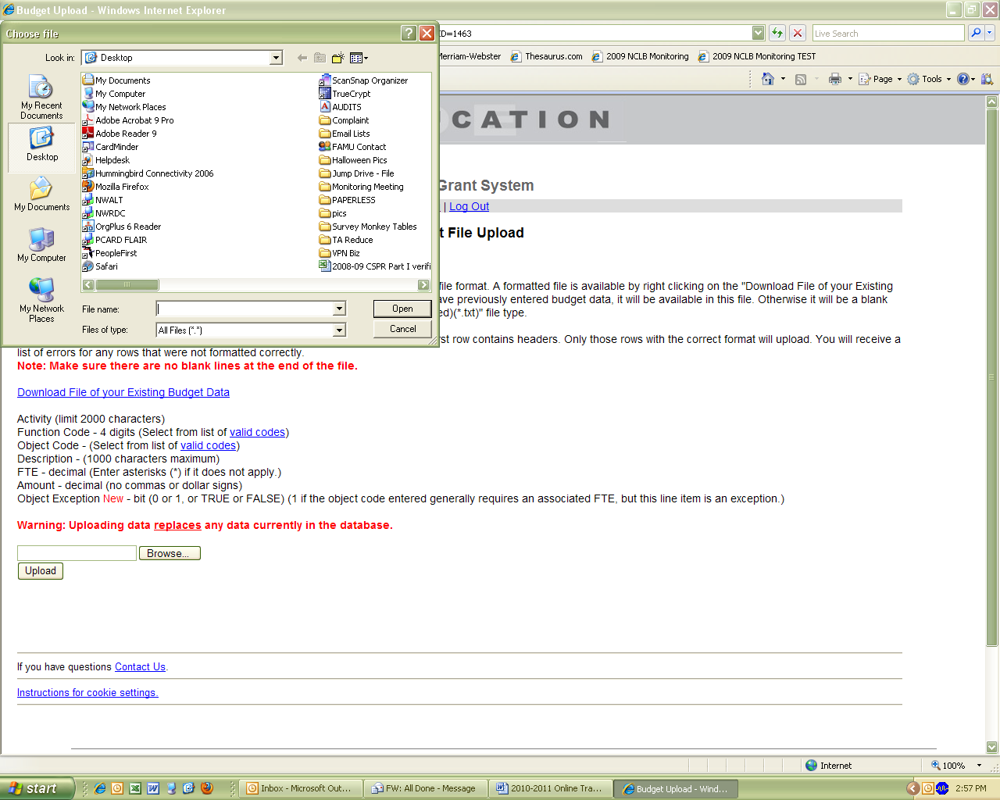 Budget Upload - Windows Internet Explorer
Choose file
ID=1463
Live Search
Look in:
Desktop
Merriam-Webster
Thesaurus.com
2009 NCLB Monitoring
2009 NCLB Monitoring TEST
Page
Tools
My Recent
Documents
Desktop
My Documents
My Computer
My Network
Places
My Documents
My Computer
My Network Places
Adobe Acrobat 9 Pro
Adobe Reader 9
CardMinder
Helpdesk
Hummingbird Connectivity 2006
Mozilla Firefox
NWALT
NWRDC
OrgPlus 6 Reader
PCARD FLAIR
PeopleFirst
Safari
ScanSnap Organizer
TrueCrypt
AUDITS
Complaint
Email Lists
FAMU Contact
Halloween Pics
Jump Drive - File
Monitoring Meeting
PAPERLESS
pics
Survey Monkey Tables
TA Reduce
VPN Biz
2008-09 CSPR Part I verifi
File name:
Open
Files of type:
All Files (*.*)
Cancel
CATION
Grant System
| Log Out
t File Upload
file format. A formatted file is available by right clicking on the "Download File of your Existing
ave previously entered budget data, it will be available in this file. Otherwise it will be a blank
ed)(*.txt)" file type.
rst row contains headers. Only those rows with the correct format will upload. You will receive a
list of errors for any rows that were not formatted correctly.
Note: Make sure there are no blank lines at the end of the file.
Download File of your Existing Budget Data
Activity (limit 2000 characters)
Function Code - 4 digits (Select from list of valid codes)
Object Code - (Select from list of valid codes)
Description - (1000 characters maximum)
FTE - decimal (Enter asterisks (*) if it does not apply.)
Amount - decimal (no commas or dollar signs)
Object Exception New - bit (0 or 1, or TRUE or FALSE) (1 if the object code entered generally requires an associated FTE, but this line item is an exception.)
Warning: Uploading data replaces any data currently in the database.
Browse...
Upload
If you have questions Contact Us.
Instructions for cookie settings.
Internet
100%
start
Inbox - Microsoft Out...
FW: All Done - Message
2010-2011 Online Tra...
Budget Upload - Wind...
2:57 PM